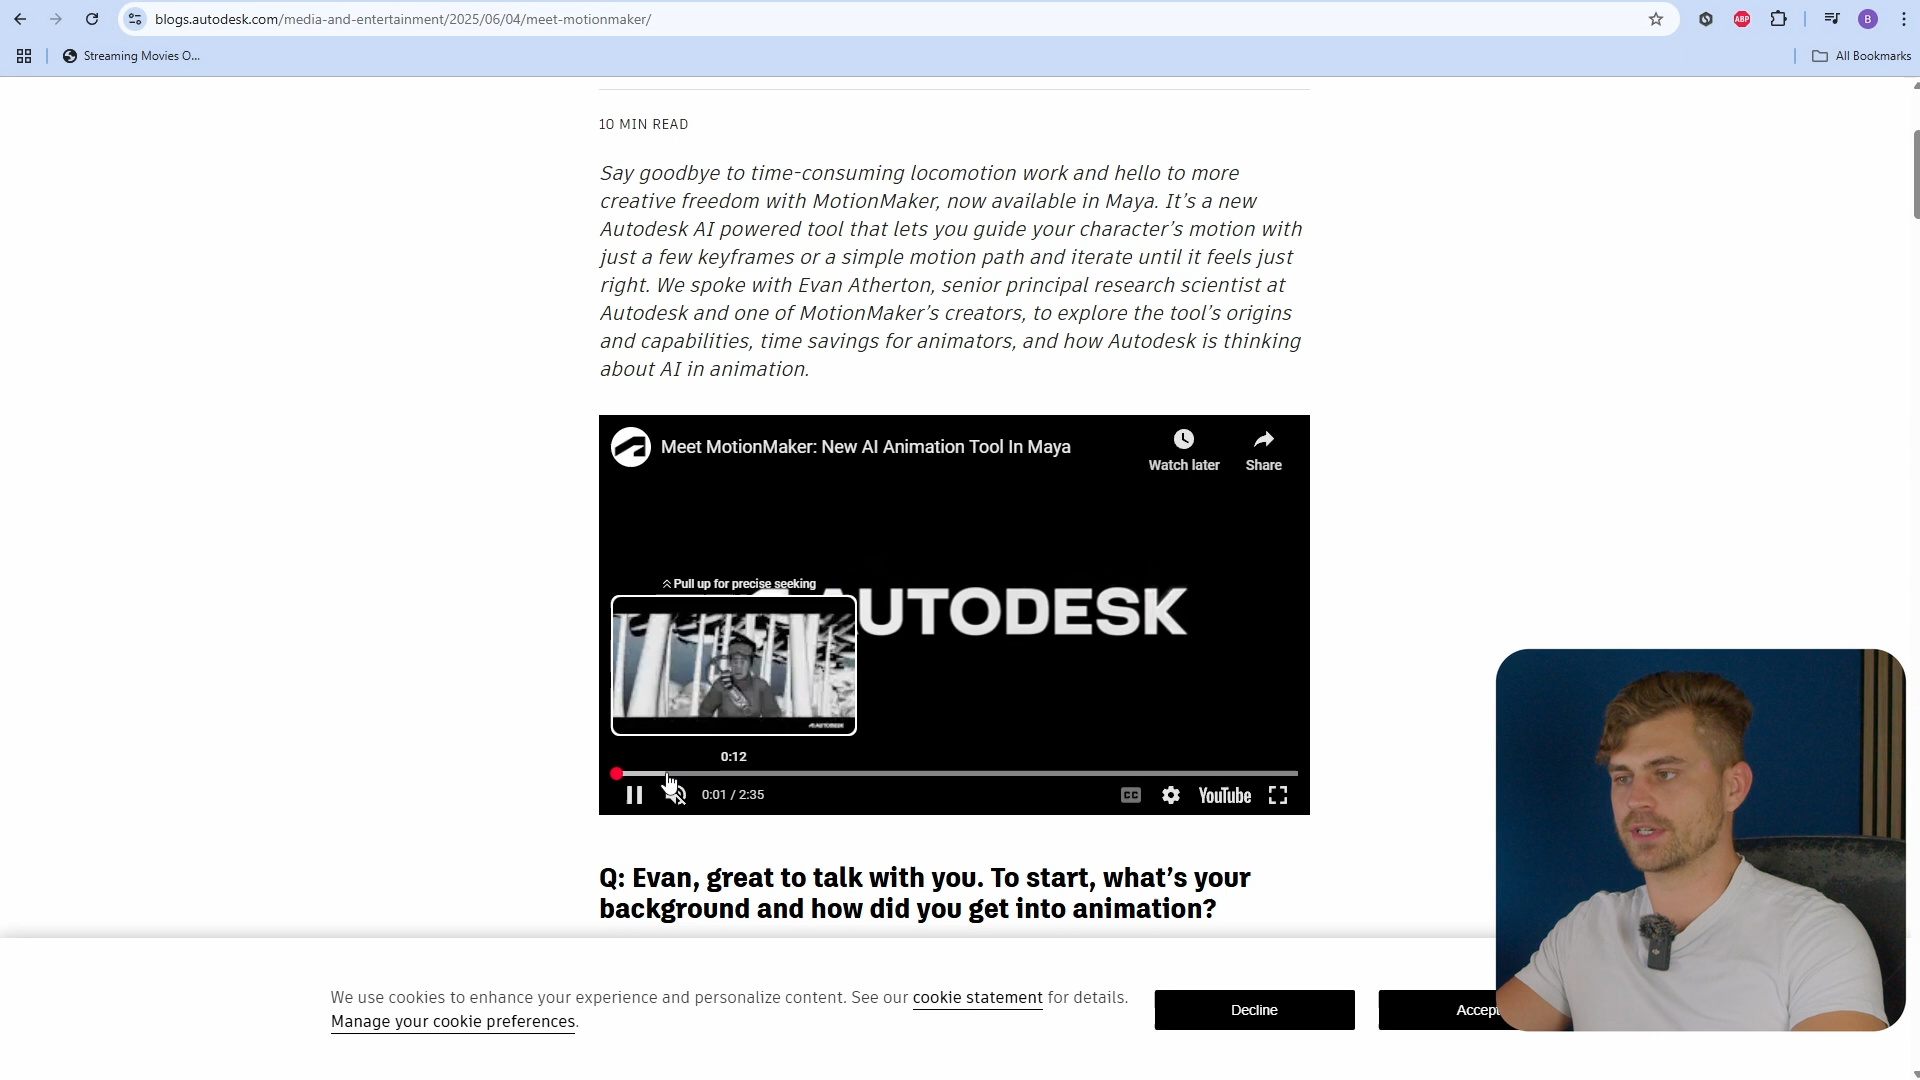 blogs.autodesk.com/media-and-entertainment/2025/06/04/meet-motionmaker/
ABP
B
Streaming Movies O...
All Bookmarks
10 MIN READ
Say goodbye to time-consuming locomotion work and hello to more
creative freedom with MotionMaker, now available in Maya. It's a new
Autodesk AI powered tool that lets you guide your character's motion with
just a few keyframes or a simple motion path and iterate until it feels just
right. We spoke with Evan Atherton, senior principal research scientist at
Autodesk and one of MotionMaker's creators, to explore the tool's origins
and capabilities, time savings for animators, and how Autodesk is thinking
about AI in animation.
Meet MotionMaker: New AI Animation Tool In Maya
Watch later
Share
Pull up for precise seeking
AUTODESK
AUTODESK
0:12
0:01 / 2:35
CC
YouTube
Q: Evan, great to talk with you. To start, what's your
background and how did you get into animation?
We use cookies to enhance your experience and personalize content. See our cookie statement for details.
Manage your cookie preferences.
Decline
Accept